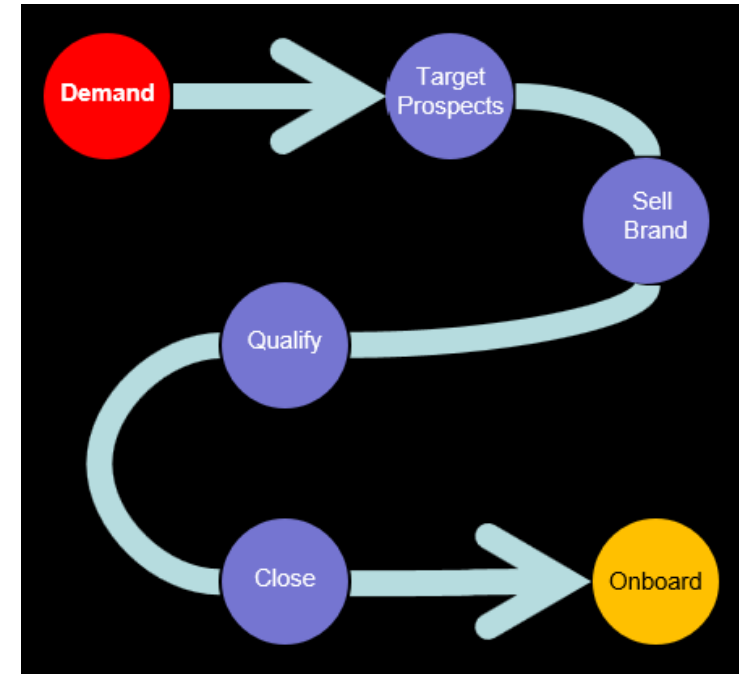 Demand
Target
Prospects
Sell
Brand
Qualify
Close
Onboard